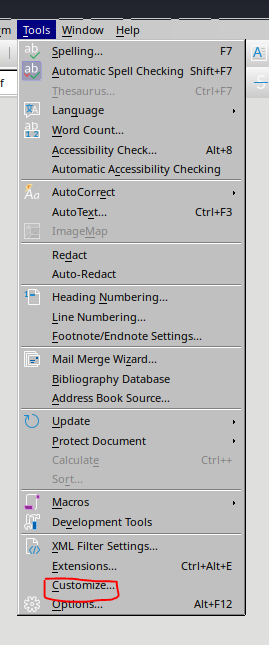 m Tools Window Help
Spelling... F7
Automatic Spell Checking Shift+F7
Thesaurus... Ctrl+F7
Language
Word Count...
Accessibility Check... Alt+8
Automatic Accessibility Checking
AutoCorrect
AutoText... Ctrl+F3
ImageMap
Redact
Auto-Redact
Heading Numbering...
Line Numbering...
Footnote/Endnote Settings...
Mail Merge Wizard...
Bibliography Database
Address Book Source...
Update
Protect Document
Calculate Ctrl++
Sort...
Macros
Development Tools
XML Filter Settings...
Extensions... Ctrl+Alt+E
Customize...
Options... Alt+F12